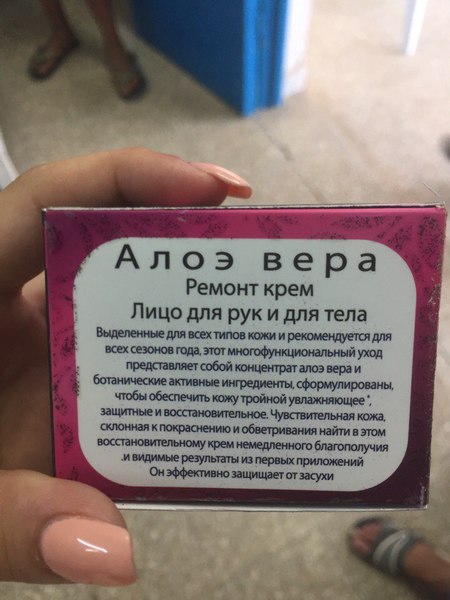 Алоэ вера
Ремонт крем
Лицо для рук и для тела
Выделенные для всех типов кожи и рекомендуется для
всех сезонов года, этот многофункциональный уход
представляет собой концентрат алоэ вера и
ботанические активные ингредиенты, сформулированы,
чтобы обеспечить кожу тройной увлажняющее *,
защитные и восстановительное. Чувствительная кожа,
склонная к покраснению и обветривания найти в этом
восстановительному крем немедленного благополучия
.и видимые результаты из первых приложений
Он эффективно защищает от засухи